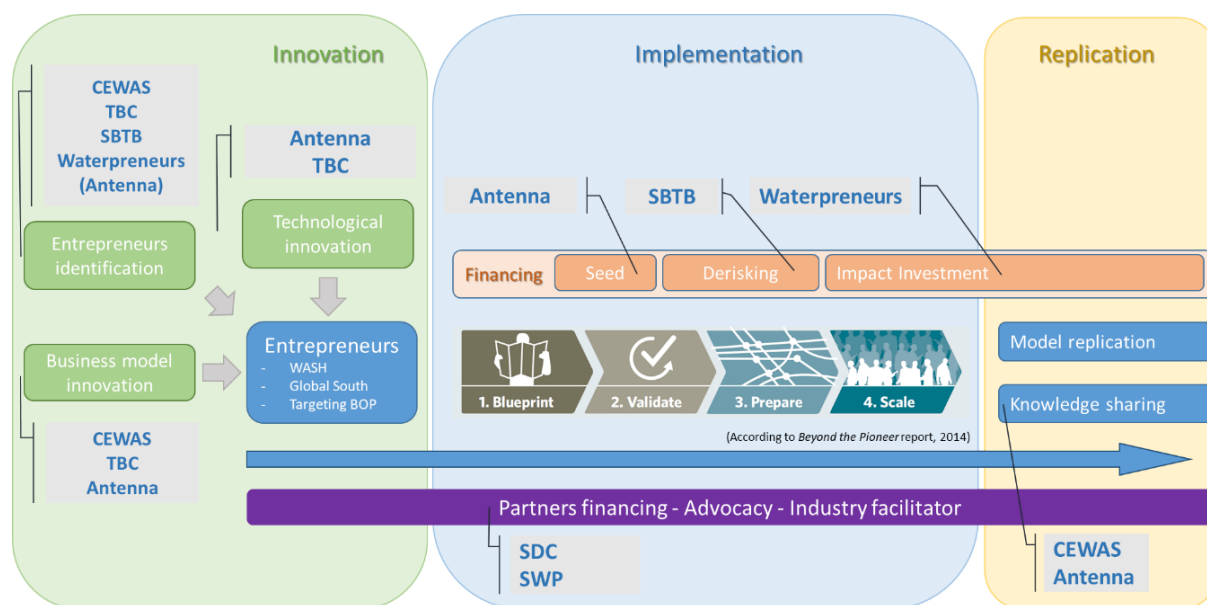 Innovation
CEWAS
TBC
SBTB
Waterpreneurs
(Antenna)
Antenna
TBC
Entrepreneurs
identification
Technological
innovation
Business model
innovation
Entrepreneurs
- WASH
- Global South
- Targeting BOP
CEWAS
TBC
Antenna
Implementation
Antenna
SBTB
Waterpreneurs
Financing
Seed
Derisking
Impact Investment
1. Blueprint
2. Validate
3. Prepare
4. Scale
(According to Beyond the Pioneer report, 2014)
Partners financing - Advocacy - Industry facilitator
SDC
SWP
Replication
Model replication
Knowledge sharing
CEWAS
Antenna